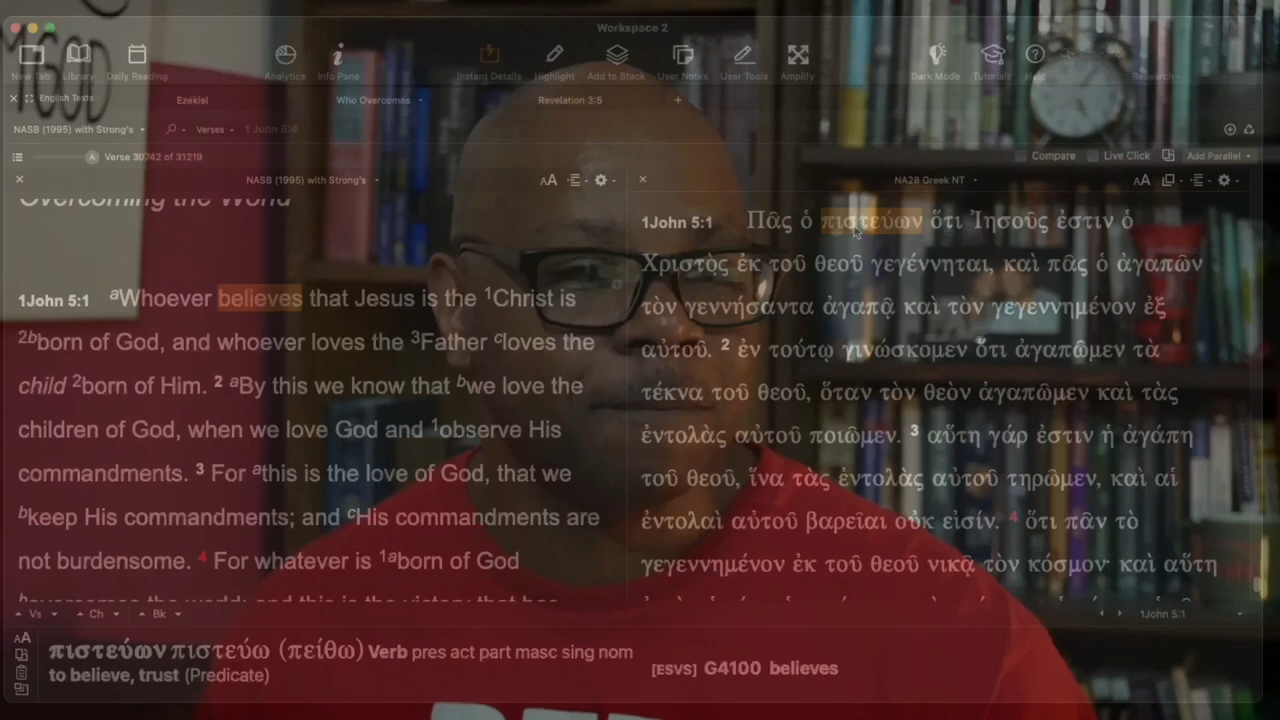 Workspace 2
New Tab Library Daily Reading Analytics Info Pane Instant Details Highlight Add to Stack User Notes User Tools Amplify Dark Mode Tutorials Help Research
English Texts Ezekiel Who Overcomes Revelation 3:5 +
NASB (1995) with Strong's Verses 1 John 5:4
Verse 30742 of 31219 Compare Live Click Add Parallel
NASB (1995) with Strong's
Overcoming the World
1John 5:1 aWhoever believes that Jesus is the 1Christ is
2bborn of God, and whoever loves the 3Father cloves the
child 2born of Him. 2 aBy this we know that bwe love the
children of God, when we love God and 1observe His
commandments. 3 For athis is the love of God, that we
bkeep His commandments; and cHis commandments are
not burdensome. 4 For whatever is 1aborn of God
NA28 Greek NT
1John 5:1 Πᾶς ὁ πιστεύων ὅτι Ἰησοῦς ἐστιν ὁ
Χριστὸς ἐκ τοῦ θεοῦ γεγέννηται, καὶ πᾶς ὁ ἀγαπῶν
τὸν γεννήσαντα ἀγαπᾷ καὶ τὸν γεγεννημένον ἐξ
αὐτοῦ. 2 ἐν τούτῳ γινώσκομεν ὅτι ἀγαπῶμεν τὰ
τέκνα τοῦ θεοῦ, ὅταν τὸν θεὸν ἀγαπῶμεν καὶ τὰς
ἐντολὰς αὐτοῦ ποιῶμεν. 3 αὕτη γάρ ἐστιν ἡ ἀγάπη
τοῦ θεοῦ, ἵνα τὰς ἐντολὰς αὐτοῦ τηρῶμεν, καὶ αἱ
ἐντολαὶ αὐτοῦ βαρεῖαι οὐκ εἰσίν. 4 ὅτι πᾶν τὸ
γεγεννημένον ἐκ τοῦ θεοῦ νικᾷ τὸν κόσμον· καὶ αὕτη
Vs Ch Bk 1John 5:1
πιστεύων πιστεύω (πείθω) Verb pres act part masc sing nom
to believe, trust (Predicate)
[ESVS] G4100 believes